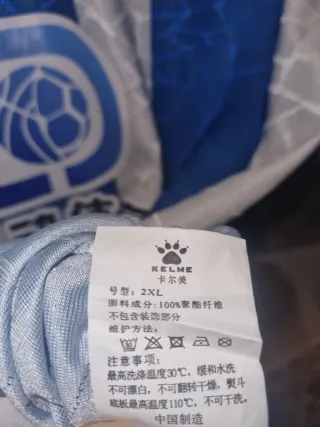 KELME
卡尔美
号型：2XL
面料成分:100%聚酯纤维
不包含装饰部分
维护方法：
注意事项：
最高洗涤温度30℃，缓和水洗
不可漂白，不可翻转干燥，熨斗
底板最高温度110℃，不可干洗。
中国制造